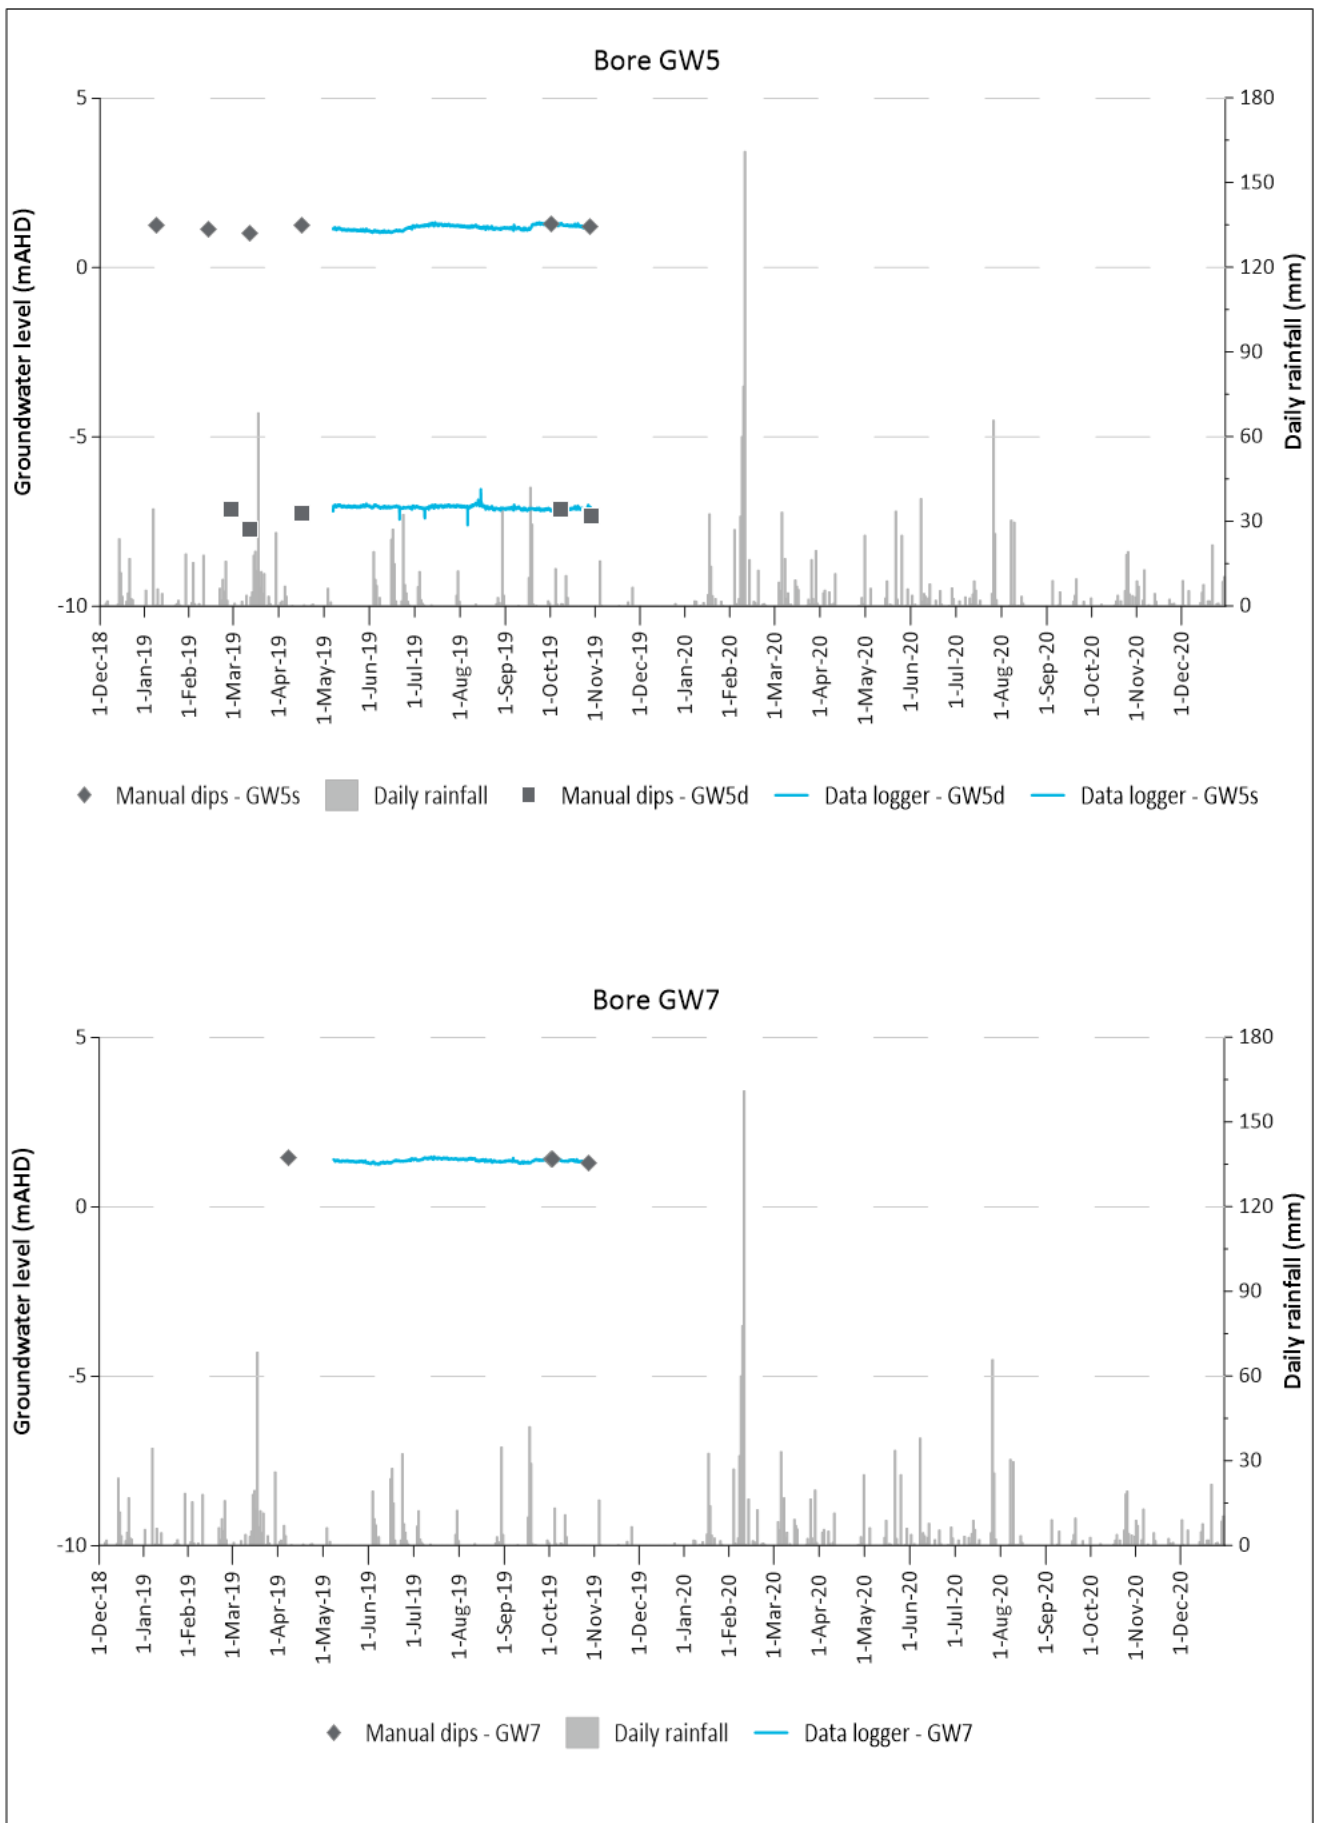 Bore GW5
5
0
-5
-10
Groundwater level (mAHD)
180
150
120
90
60
30
0
Daily rainfall (mm)
1-Dec-18
1-Jan-19
1-Feb-19
1-Mar-19
1-Apr-19
1-May-19
1-Jun-19
1-Jul-19
1-Aug-19
1-Sep-19
1-Oct-19
1-Nov-19
1-Dec-19
1-Jan-20
1-Feb-20
1-Mar-20
1-Apr-20
1-May-20
1-Jun-20
1-Jul-20
1-Aug-20
1-Sep-20
1-Oct-20
1-Nov-20
1-Dec-20
Manual dips - GW5s Daily rainfall Manual dips - GW5d Data logger - GW5d Data logger - GW5s
Bore GW7
5
0
-5
-10
Groundwater level (mAHD)
180
150
120
90
60
30
0
Daily rainfall (mm)
1-Dec-18
1-Jan-19
1-Feb-19
1-Mar-19
1-Apr-19
1-May-19
1-Jun-19
1-Jul-19
1-Aug-19
1-Sep-19
1-Oct-19
1-Nov-19
1-Dec-19
1-Jan-20
1-Feb-20
1-Mar-20
1-Apr-20
1-May-20
1-Jun-20
1-Jul-20
1-Aug-20
1-Sep-20
1-Oct-20
1-Nov-20
1-Dec-20
Manual dips - GW7 Daily rainfall Data logger - GW7